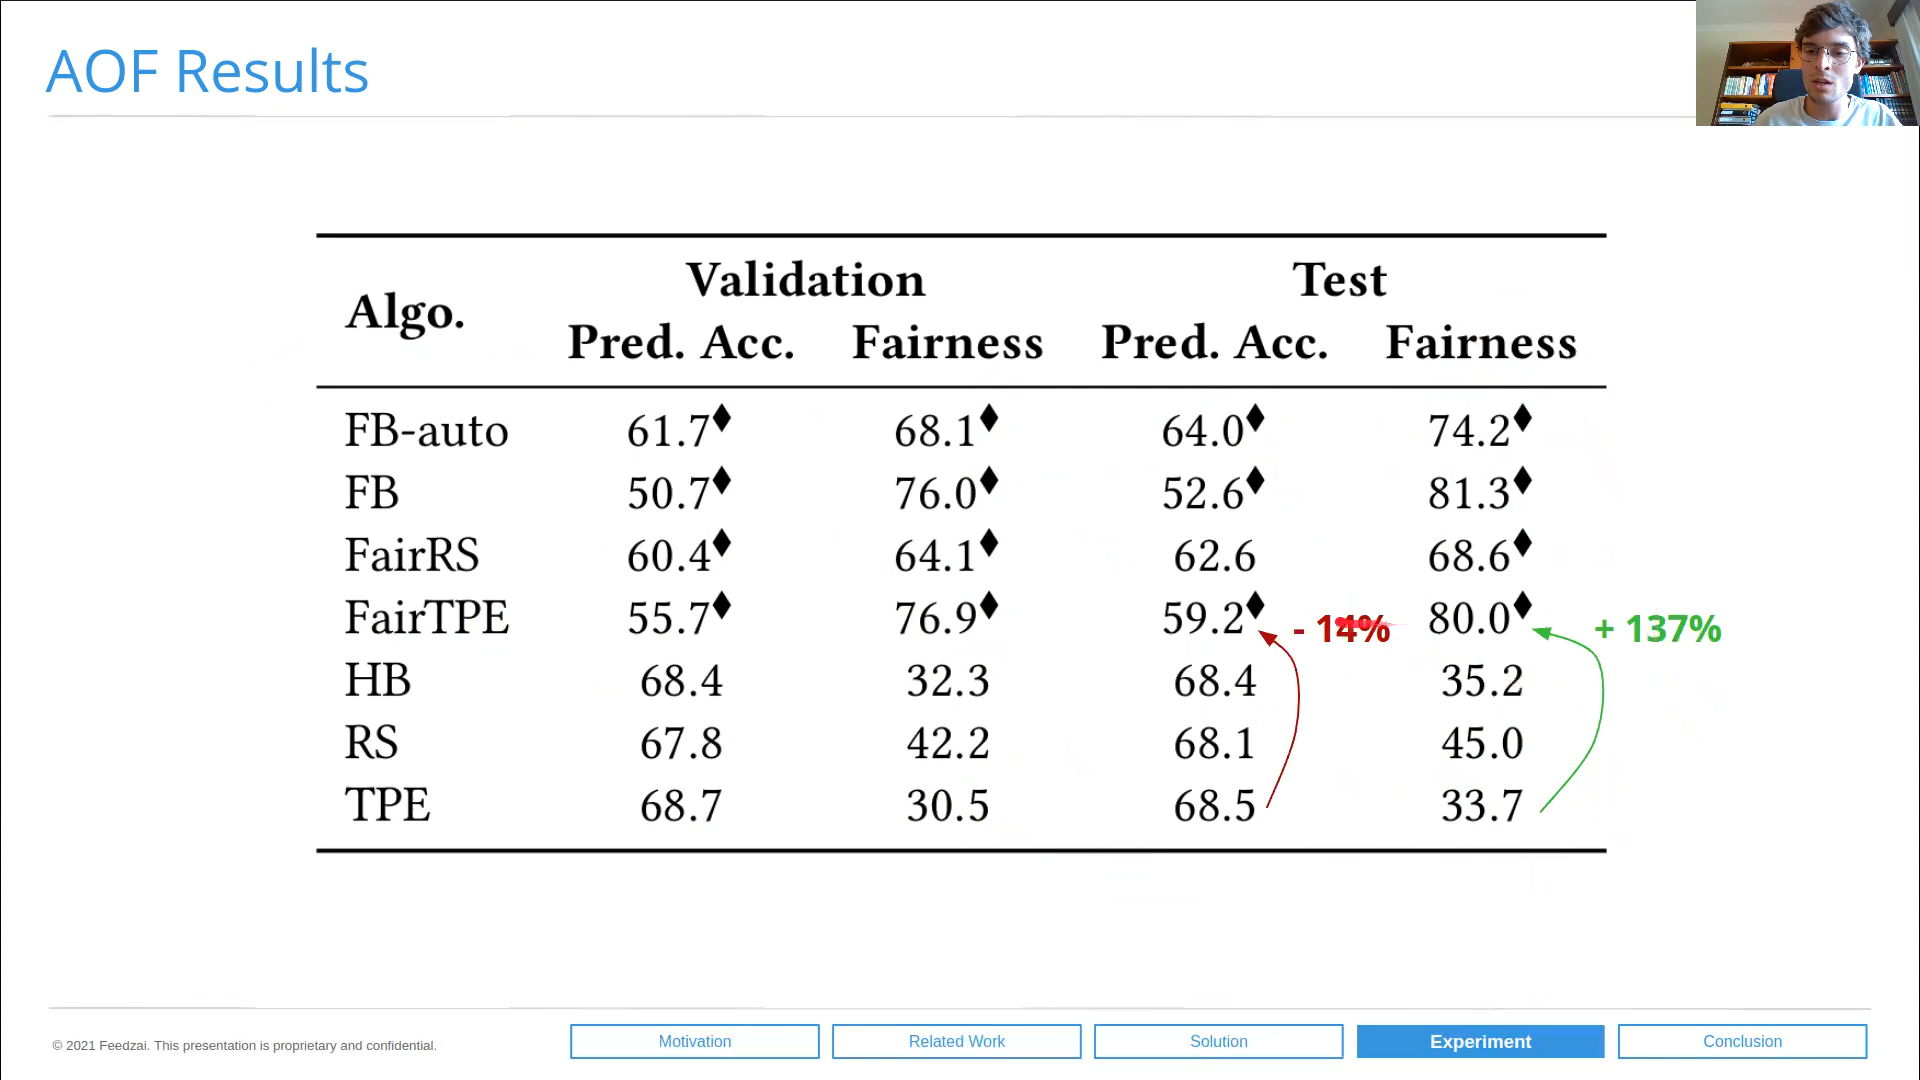 AOF Results
Validation Test
Algo.
Pred. Acc. Fairness Pred. Acc. Fairness
FB-auto 61.7♦ 68.1♦ 64.0♦ 74.2♦
FB 50.7♦ 76.0♦ 52.6♦ 81.3♦
FairRS 60.4♦ 64.1♦ 62.6 68.6♦
FairTPE 55.7♦ 76.9♦ 59.2♦ - 14% 80.0♦ + 137%
HB 68.4 32.3 68.4 35.2
RS 67.8 42.2 68.1 45.0
TPE 68.7 30.5 68.5 33.7
© 2021 Feedzai. This presentation is proprietary and confidential.
Motivation Related Work Solution Experiment Conclusion